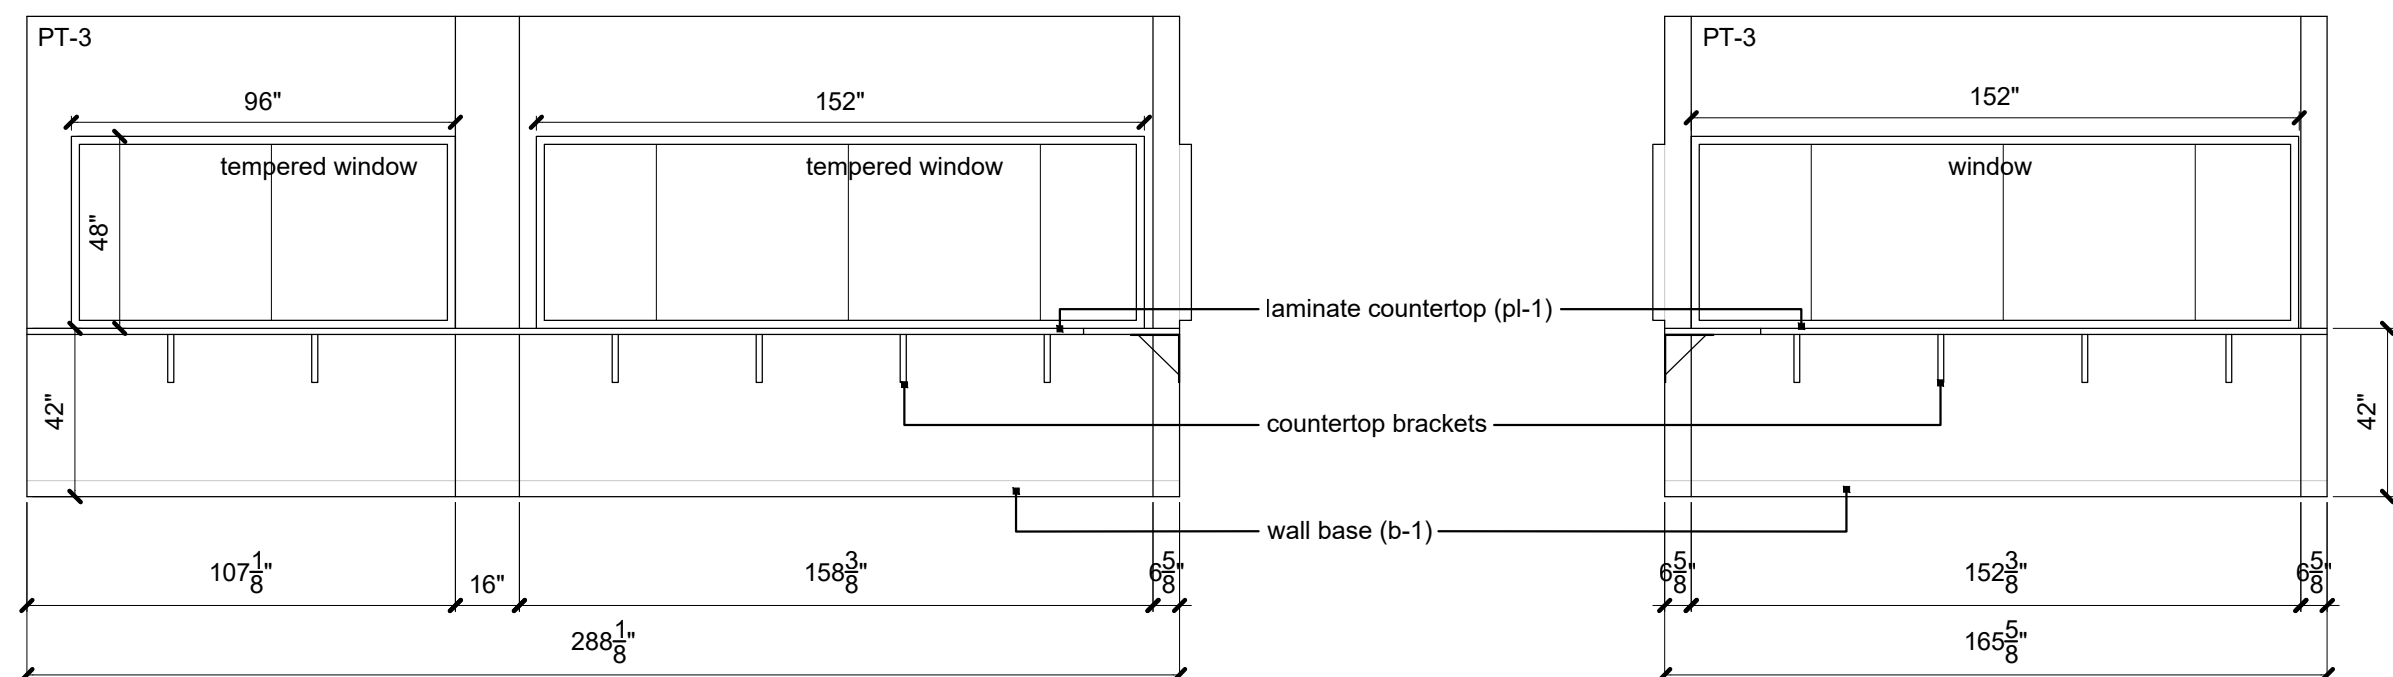 PT-3
PT-3
96"
152"
152"
tempered window
tempered window
window
48"
laminate countertop (pl-1)
42"
countertop brackets
42"
wall base (b-1)
107 1/8"
16"
158 3/8"
6 5/8"
6 5/8"
152 3/8"
6 5/8"
288 1/8"
165 5/8"